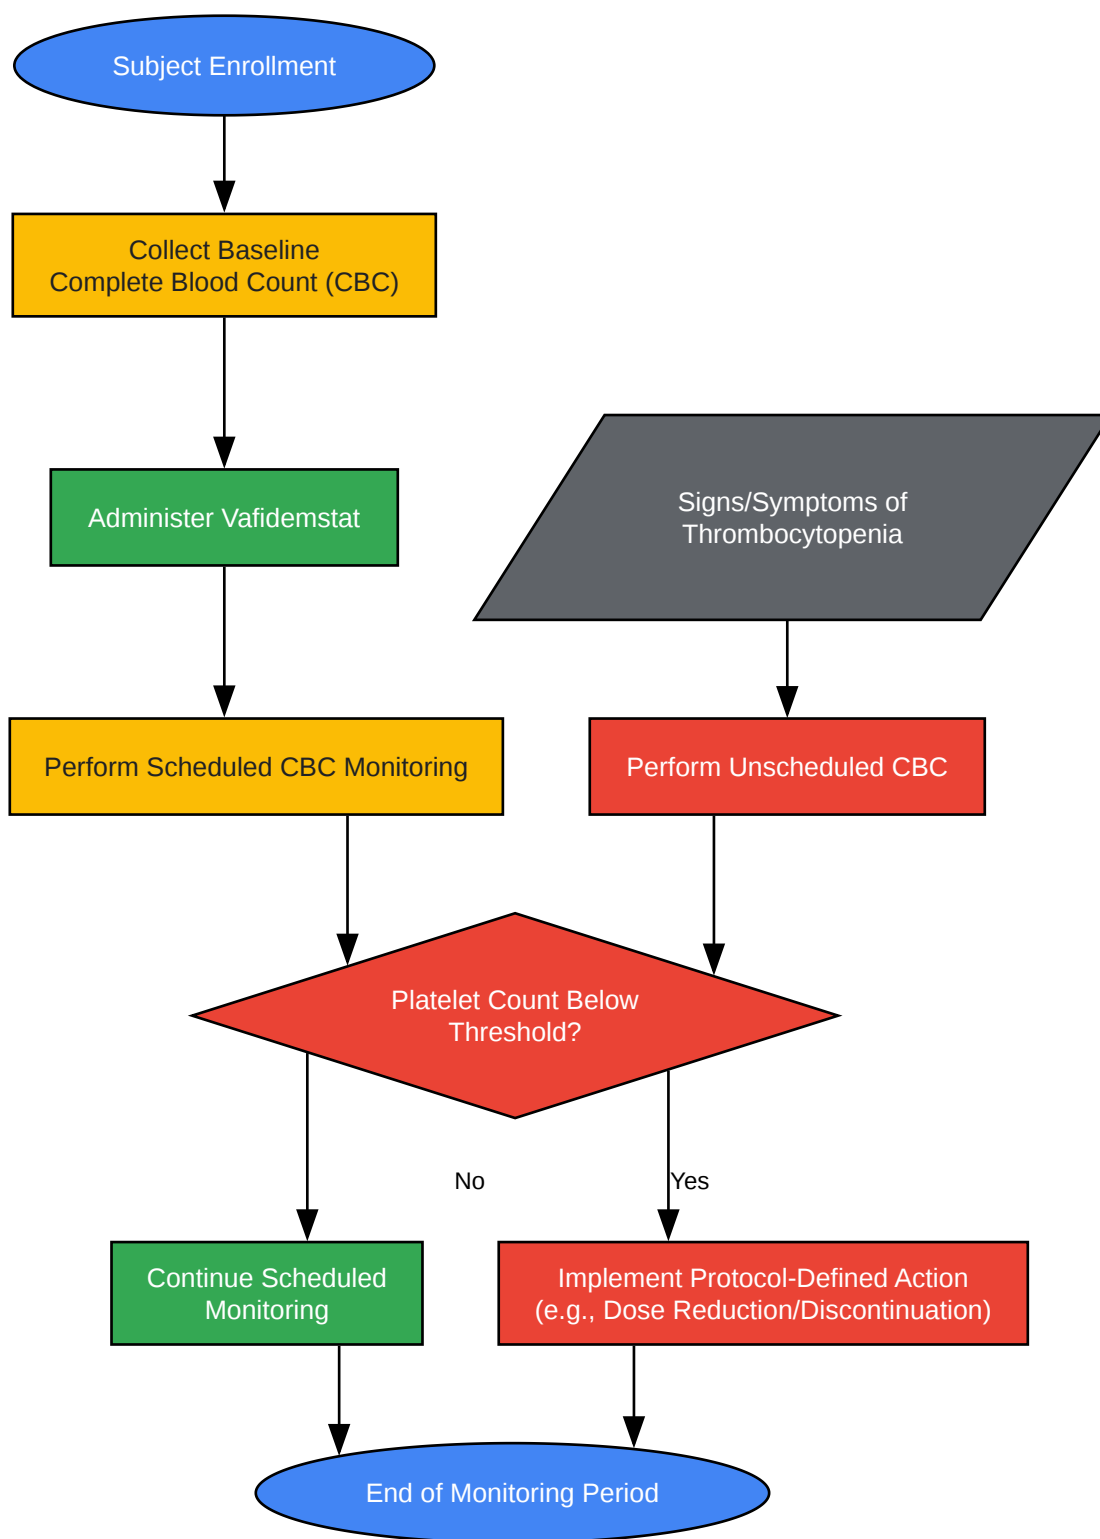 Subject Enrollment
Collect Baseline
Complete Blood Count (CBC)
Administer Vafidemstat
Signs/Symptoms of
Thrombocytopenia
Perform Scheduled CBC Monitoring
Perform Unscheduled CBC
Platelet Count Below
Threshold?
No
Yes
Continue Scheduled
Monitoring
Implement Protocol-Defined Action
(e.g., Dose Reduction/Discontinuation)
End of Monitoring Period